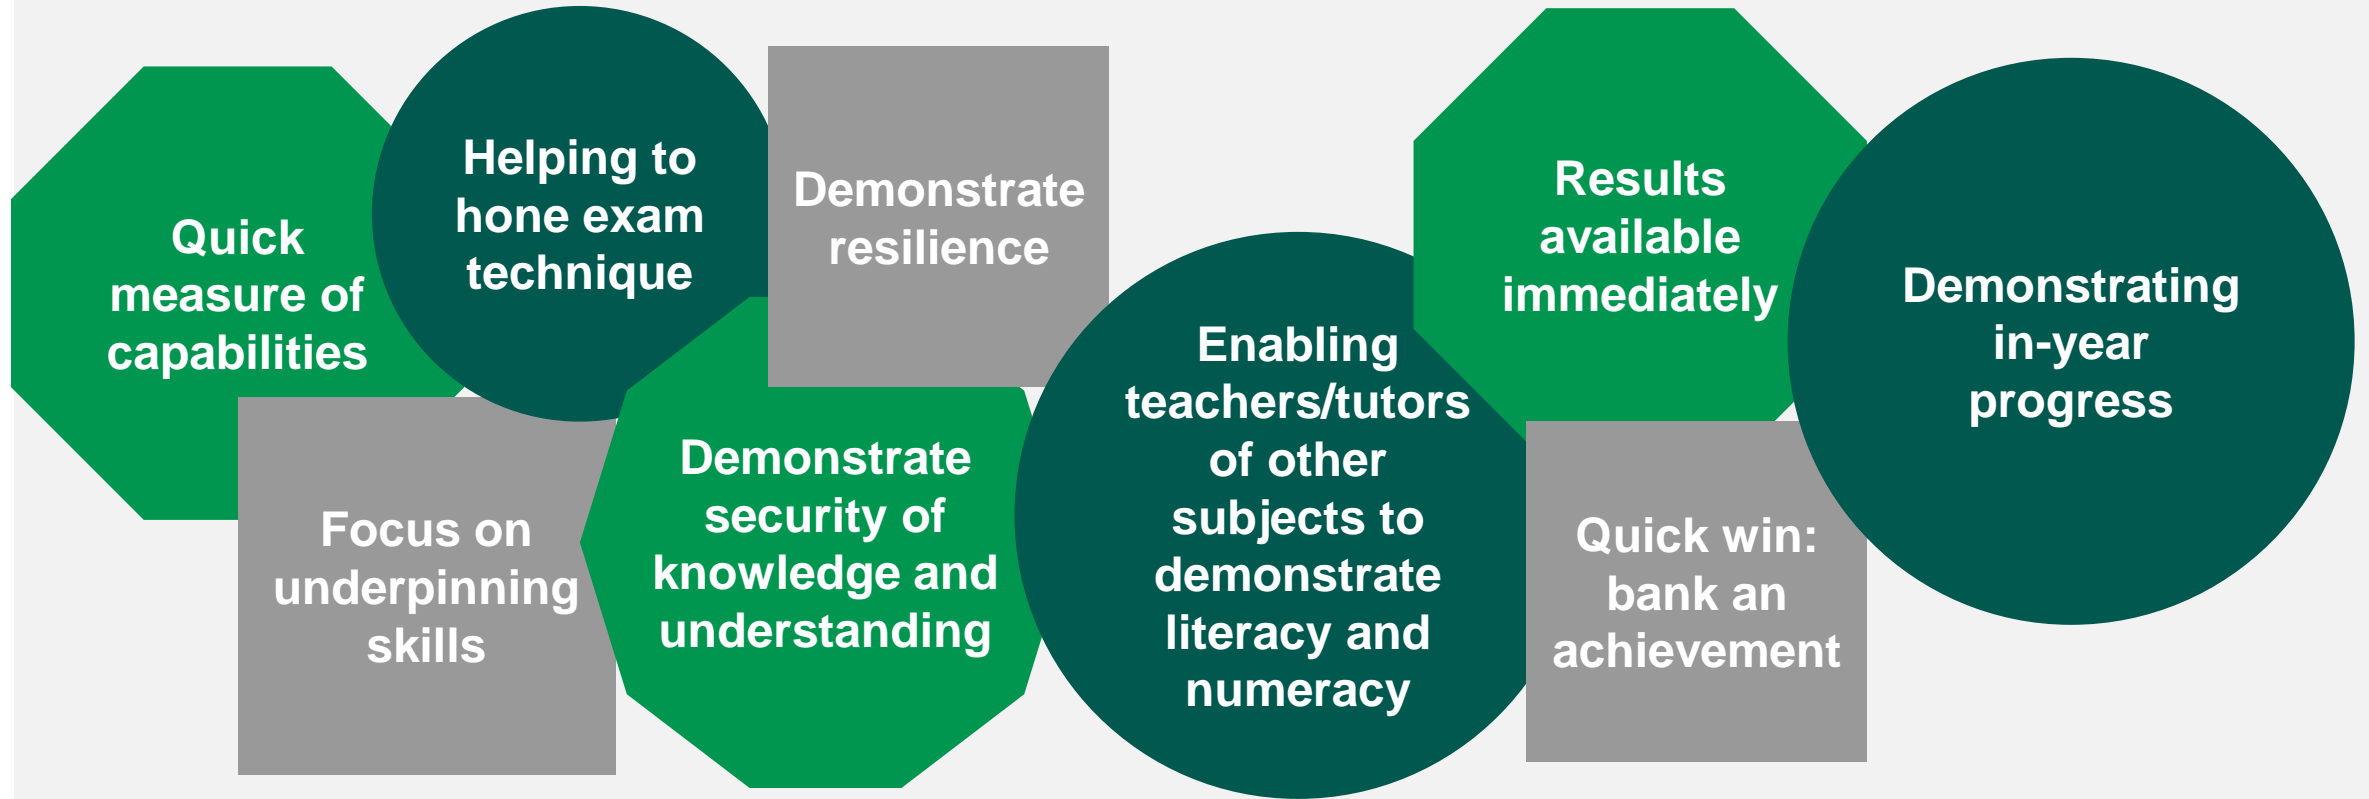 Quick
measure of
capabilities
Helping to
hone exam
technique
Demonstrate
resilience
Focus on
underpinning
skills
Demonstrate
security of
knowledge and
understanding
Enabling
teachers/tutors
of other
subjects to
demonstrate
literacy and
numeracy
Results
available
immediately
Quick win:
bank an
achievement
Demonstrating
in-year
progress